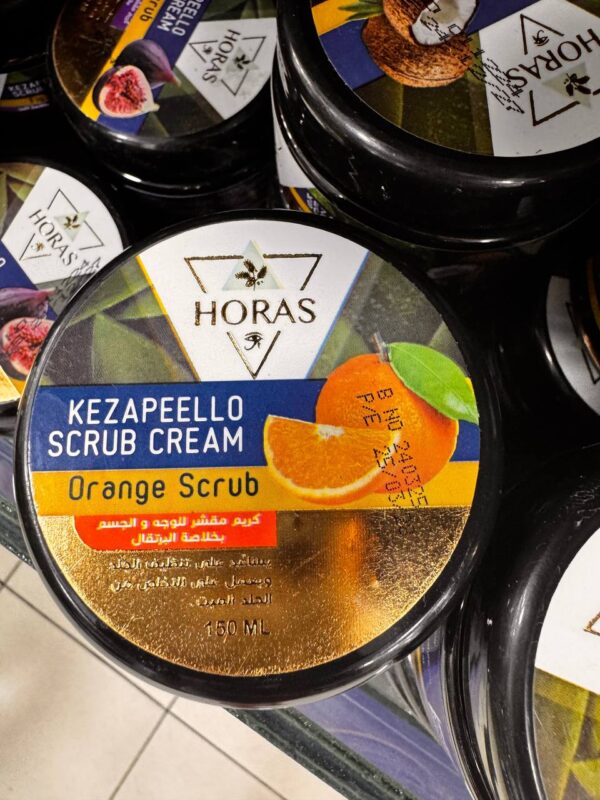 HORAS
KEZAPEELLO
SCRUB CREAM
Orange Scrub
كريم مقشر للوجه و الجسم
بخلاصة البرتقال
يساعد على تنظيف الجلد
ويعمل على التخلص من
الجلد الميت.
150 ML
B NO 240325
P/E 25/03/
HORAS
SCRUB
CREAM
HORAS
HORAS